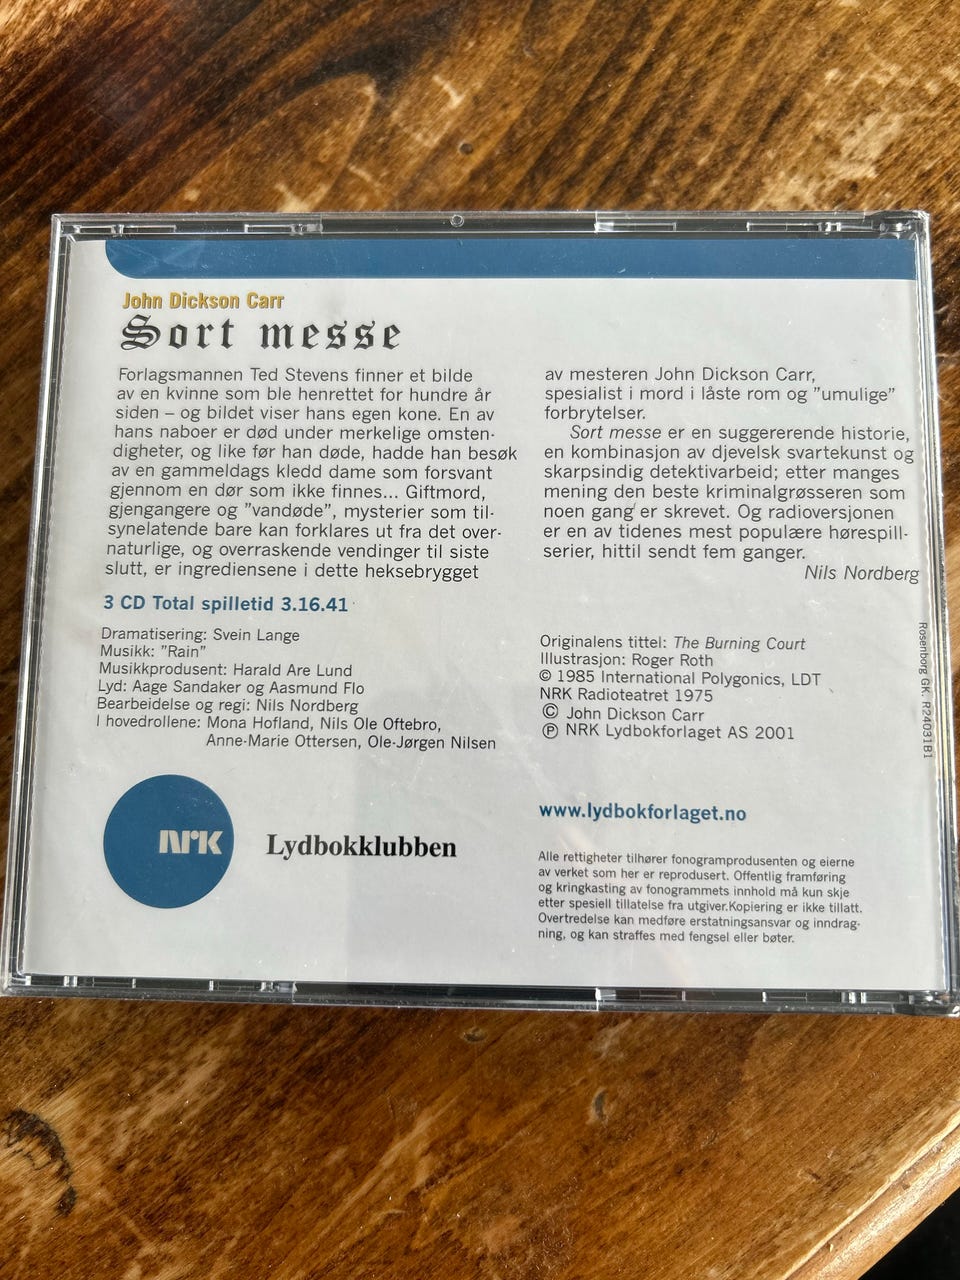 John Dickson Carr
Sort messe
Forlagsmannen Ted Stevens finner et bilde
av en kvinne som ble henrettet for hundre år
siden – og bildet viser hans egen kone. En av
hans naboer er død under merkelige omsten-
digheter, og like før han døde, hadde han besøk
av en gammeldags kledd dame som forsvant
gjennom en dør som ikke finnes... Giftmord,
gjengangere og ”vandøde”, mysterier som til-
synelatende bare kan forklares ut fra det over-
naturlige, og overraskende vendinger til siste
slutt, er ingrediensene i dette heksebrygget
av mesteren John Dickson Carr,
spesialist i mord i låste rom og ”umulige”
forbrytelser.
Sort messe er en suggererende historie,
en kombinasjon av djevelsk svartekunst og
skarpsindig detektivarbeid; etter manges
mening den beste kriminalgrøsseren som
noen gang er skrevet. Og radioversjonen
er en av tidenes mest populære hørespill-
serier, hittil sendt fem ganger.
Nils Nordberg
3 CD Total spilletid 3.16.41
Dramatisering: Svein Lange
Musikk: ”Rain”
Musikkprodusent: Harald Are Lund
Lyd: Aage Sandaker og Aasmund Flo
Bearbeidelse og regi: Nils Nordberg
I hovedrollene: Mona Hofland, Nils Ole Oftebro,
Anne-Marie Ottersen, Ole-Jørgen Nilsen
Originalens tittel: The Burning Court
Illustrasjon: Roger Roth
© 1985 International Polygonics, LDT
NRK Radioteatret 1975
© John Dickson Carr
℗ NRK Lydbokforlaget AS 2001
Rosenborg GK. R24031B1
NRK
Lydbokklubben
www.lydbokforlaget.no
Alle rettigheter tilhører fonogramprodusenten og eierne
av verket som her er reprodusert. Offentlig framføring
og kringkasting av fonogrammets innhold må kun skje
etter spesiell tillatelse fra utgiver.Kopiering er ikke tillatt.
Overtredelse kan medføre erstatningsansvar og inndrag-
ning, og kan straffes med fengsel eller bøter.